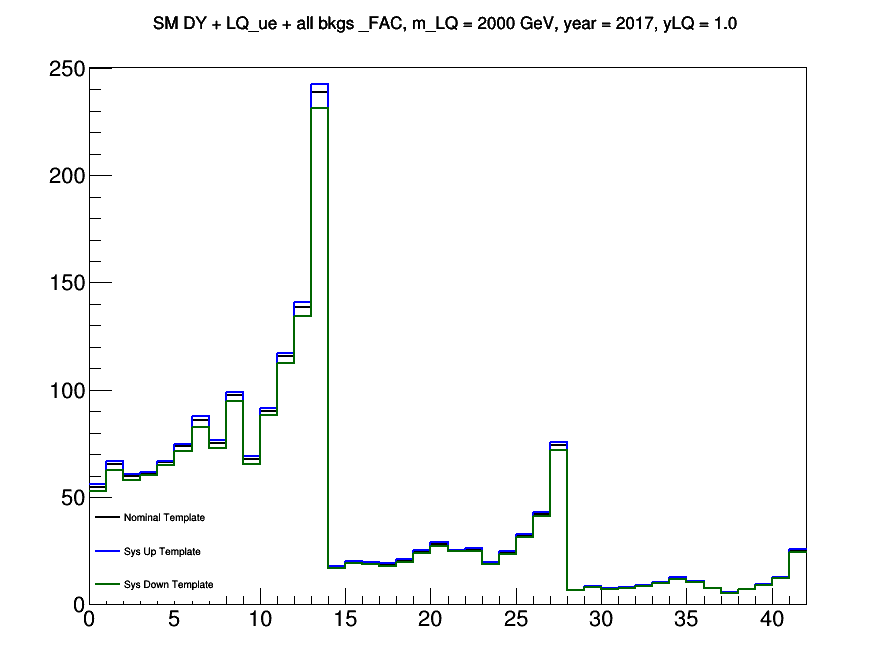 SM DY + LQ_ue + all bkgs _FAC, m_LQ = 2000 GeV, year = 2017, yLQ = 1.0
250
200
150
100
50
0
Nominal Template
Sys Up Template
Sys Down Template
0 5 10 15 20 25 30 35 40